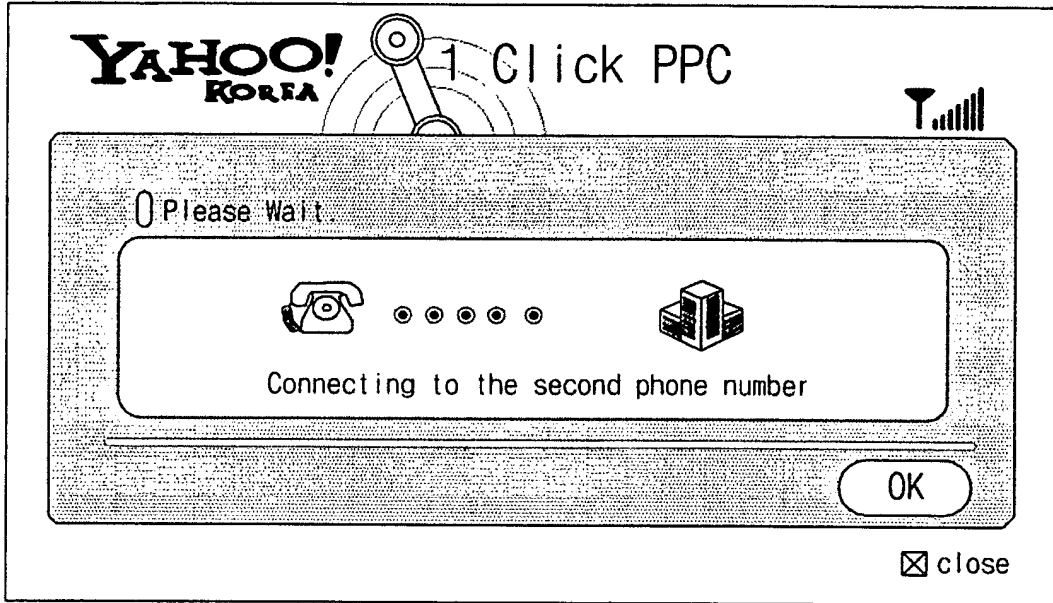 YAHOO!
KOREA
1 Click PPC
Please Wait.
Connecting to the second phone number
OK
close